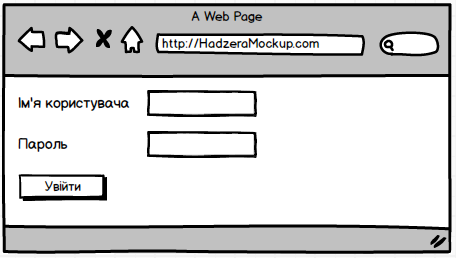 A Web Page
http://HadzeraMockup.com
Ім'я користувача
Пароль
Увійти